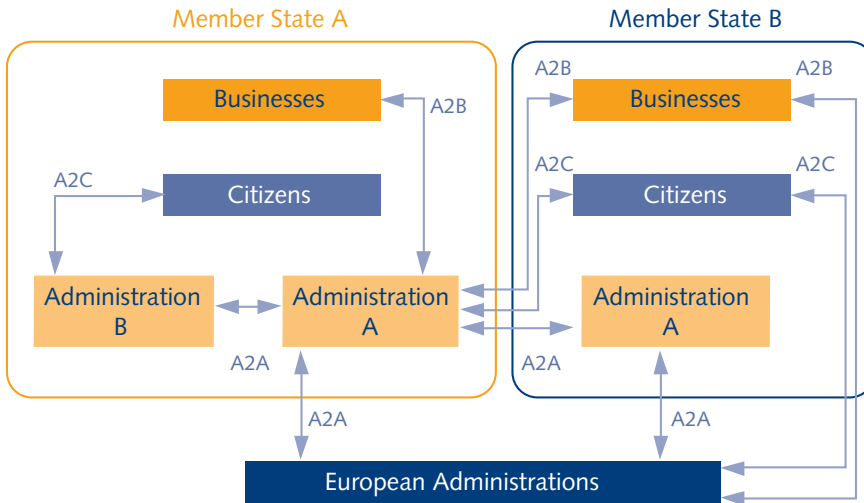 Member State A
Member State B
A2B
A2B
Businesses
A2B
Businesses
A2C
A2C
A2C
Citizens
Citizens
Administration
B
Administration
A
Administration
A
A2A
A2A
A2A
A2A
European Administrations